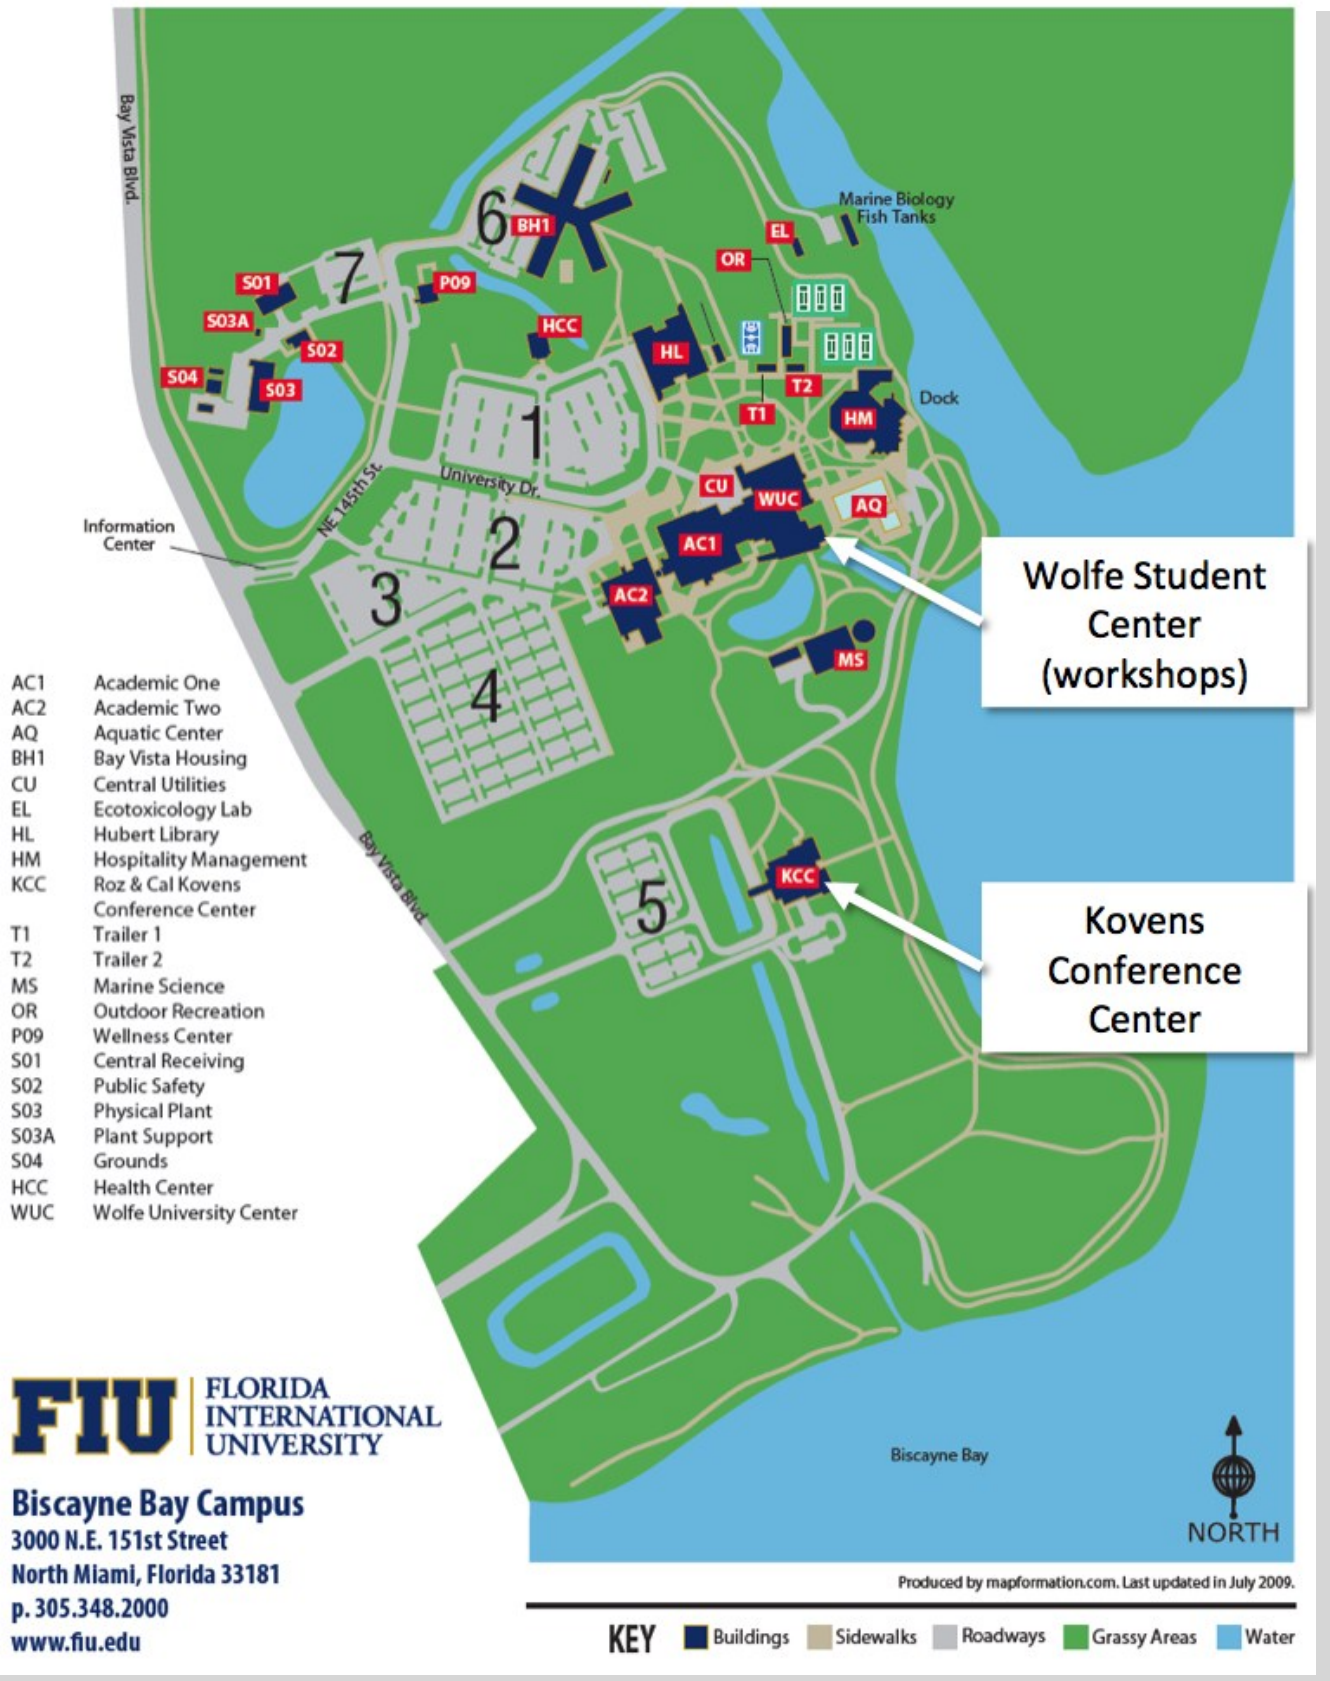 Bay Vista Blvd.
Marine Biology
Fish Tanks
EL
OR
6
BH1
7
S01
P09
S03A
HCC
S02
HL
S04
S03
T2
T1
Dock
HM
1
University Dr.
CU
WUC
AQ
NE 145th St.
Information
Center
2
AC1
3
AC2
Wolfe Student
Center
(workshops)
MS
4
Bay Vista Blvd.
5
KCC
Kovens
Conference
Center
AC1 Academic One
AC2 Academic Two
AQ Aquatic Center
BH1 Bay Vista Housing
CU Central Utilities
EL Ecotoxicology Lab
HL Hubert Library
HM Hospitality Management
KCC Roz & Cal Kovens
Conference Center
T1 Trailer 1
T2 Trailer 2
MS Marine Science
OR Outdoor Recreation
P09 Wellness Center
S01 Central Receiving
S02 Public Safety
S03 Physical Plant
S03A Plant Support
S04 Grounds
HCC Health Center
WUC Wolfe University Center
FIU FLORIDA
INTERNATIONAL
UNIVERSITY
Biscayne Bay Campus
3000 N.E. 151st Street
North Miami, Florida 33181
p. 305.348.2000
www.fiu.edu
Biscayne Bay
NORTH
Produced by mapformation.com. Last updated in July 2009.
KEY Buildings Sidewalks Roadways Grassy Areas Water